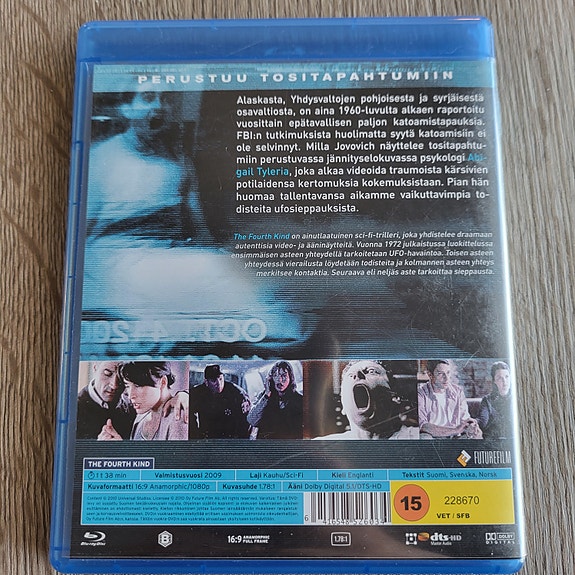 PERUSTUU TOSITAPAHTUMIIN
Alaskasta, Yhdysvaltojen pohjoisesta ja syrjäisestä
osavaltiosta, on aina 1960-luvulta alkaen raportoitu
vuosittain epätavallisen paljon katoamistapauksia.
FBI:n tutkimuksista huolimatta syytä katoamisiin ei
ole selvinnyt. Milla Jovovich näyttelee tositapahtu-
miin perustuvassa jännityselokuvassa psykologi Abi-
gail Tyleria, joka alkaa videoida traumoista kärsivien
potilaidensa kertomuksia kokemuksistaan. Pian hän
huomaa tallentavansa aikamme vaikuttavimpia to-
disteita ufosieppauksista.
The Fourth Kind on ainutlaatuinen sci-fi-trilleri, joka yhdistelee draamaan
autenttisia video- ja ääninäytteitä. Vuonna 1972 julkaistussa luokittelussa
ensimmäisen asteen yhteydellä tarkoitetaan UFO-havaintoa. Toisen asteen
yhteydessä vierailusta löydetään todisteita ja kolmannen asteen yhteys
merkitsee kontaktia. Seuraava eli neljäs aste tarkoittaa sieppausta.
FUTUREFILM
THE FOURTH KIND
1 t 38 min
Valmistusvuosi 2009
Laji Kauhu/Sci-Fi
Kieli Englanti
Tekstit Suomi, Svenska, Norsk
Kuvaformaatti 16:9 Anamorphic/1080p
Kuvasuhde 1.78:1
Ääni Dolby Digital 5.1/DTS-HD
15
228670
VET / SFB
Blu-ray Disc
B
16:9 ANAMORPHIC
FULL FRAME
1.78:1
dts-HD
Master Audio
DOLBY
DIGITAL